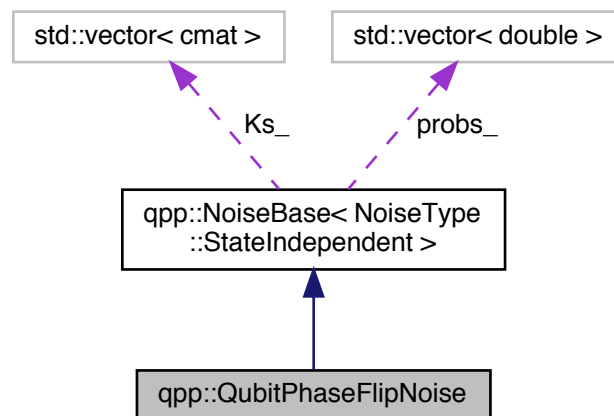 std::vector< cmat >
std::vector< double >
Ks_
probs_
qpp::NoiseBase< NoiseType
::StateIndependent >
qpp::QubitPhaseFlipNoise